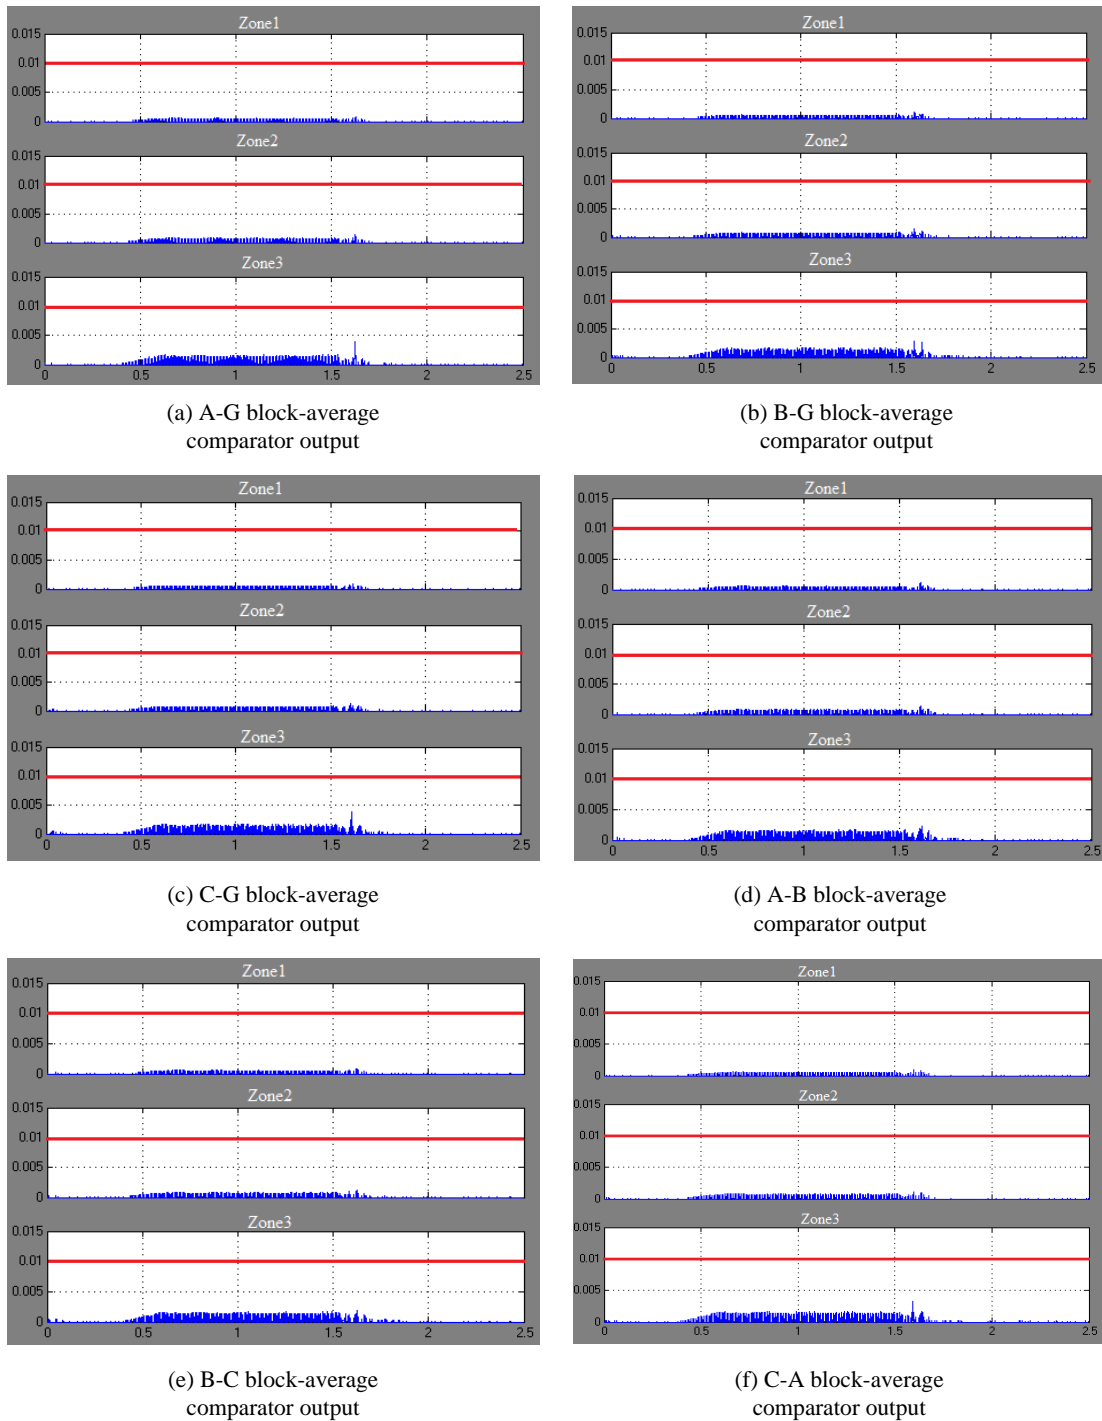 Zone1
0.015
0.01
0.005
0
Zone2
0.015
0.01
0.005
0
Zone3
0.015
0.01
0.005
0
0 0.5 1 1.5 2 2.5
(a) A-G block-average
comparator output
Zone1
0.015
0.01
0.005
0
Zone2
0.015
0.01
0.005
0
Zone3
0.015
0.01
0.005
0
0 0.5 1 1.5 2 2.5
(b) B-G block-average
comparator output
Zone1
0.015
0.01
0.005
0
Zone2
0.015
0.01
0.005
0
Zone3
0.015
0.01
0.005
0
0 0.5 1 1.5 2 2.5
(c) C-G block-average
comparator output
Zone1
0.015
0.01
0.005
0
Zone2
0.015
0.01
0.005
0
Zone3
0.015
0.01
0.005
0
0 0.5 1 1.5 2 2.5
(d) A-B block-average
comparator output
Zone1
0.015
0.01
0.005
0
Zone2
0.015
0.01
0.005
0
Zone3
0.015
0.01
0.005
0
0 0.5 1 1.5 2 2.5
(e) B-C block-average
comparator output
Zone1
0.015
0.01
0.005
0
Zone2
0.015
0.01
0.005
0
Zone3
0.015
0.01
0.005
0
0 0.5 1 1.5 2 2.5
(f) C-A block-average
comparator output